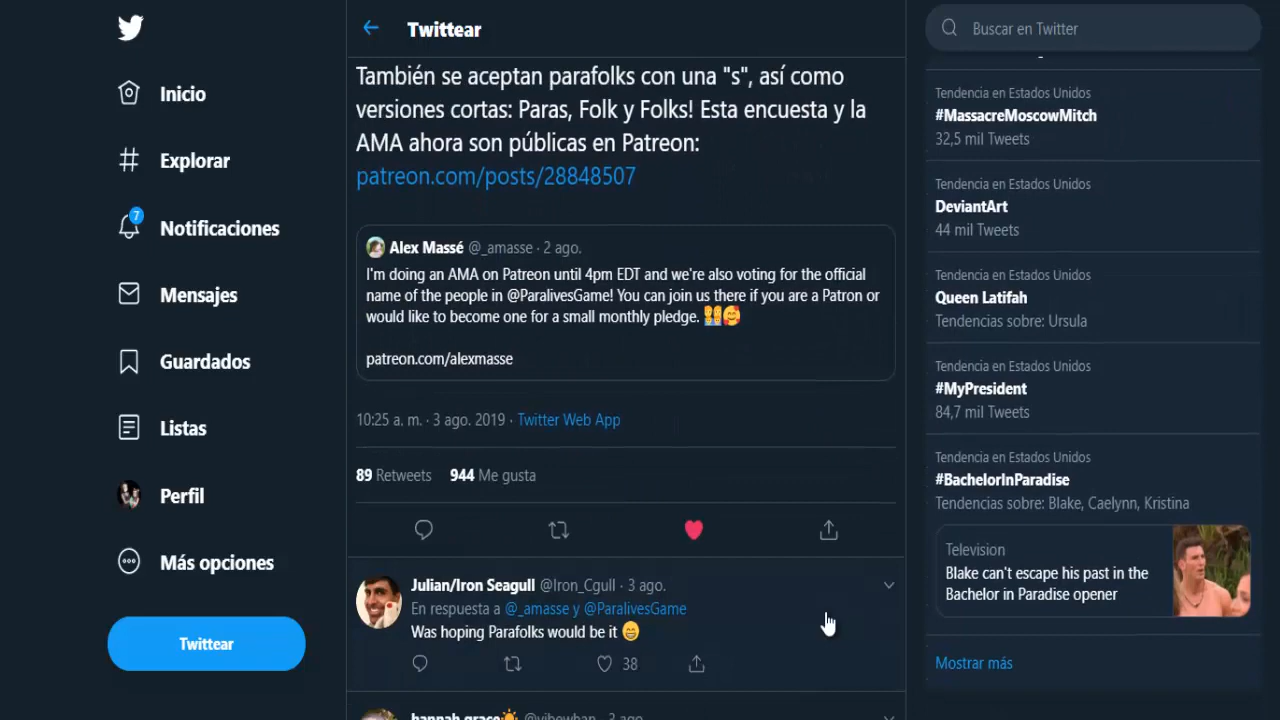 Inicio
Explorar
7
Notificaciones
Mensajes
Guardados
Listas
Perfil
Más opciones
Twittear
Twittear
También se aceptan parafolks con una "s", así como
versiones cortas: Paras, Folk y Folks! Esta encuesta y la
AMA ahora son públicas en Patreon:
patreon.com/posts/28848507
Alex Massé @_amasse · 2 ago.
I'm doing an AMA on Patreon until 4pm EDT and we're also voting for the official
name of the people in @ParalivesGame! You can join us there if you are a Patron or
would like to become one for a small monthly pledge. 👯🥰
patreon.com/alexmasse
10:25 a. m. · 3 ago. 2019 · Twitter Web App
89 Retweets 944 Me gusta
Julian/Iron Seagull @Iron_Cgull · 3 ago.
En respuesta a @_amasse y @ParalivesGame
Was hoping Parafolks would be it 😁
38
hannah grace☀ @vibewhan · 3 ago.
Buscar en Twitter
Tendencia en Estados Unidos
#MassacreMoscowMitch
32,5 mil Tweets
Tendencia en Estados Unidos
DeviantArt
44 mil Tweets
Tendencia en Estados Unidos
Queen Latifah
Tendencias sobre: Ursula
Tendencia en Estados Unidos
#MyPresident
84,7 mil Tweets
Tendencia en Estados Unidos
#BachelorInParadise
Tendencias sobre: Blake, Caelynn, Kristina
Television
Blake can't escape his past in the
Bachelor in Paradise opener
Mostrar más